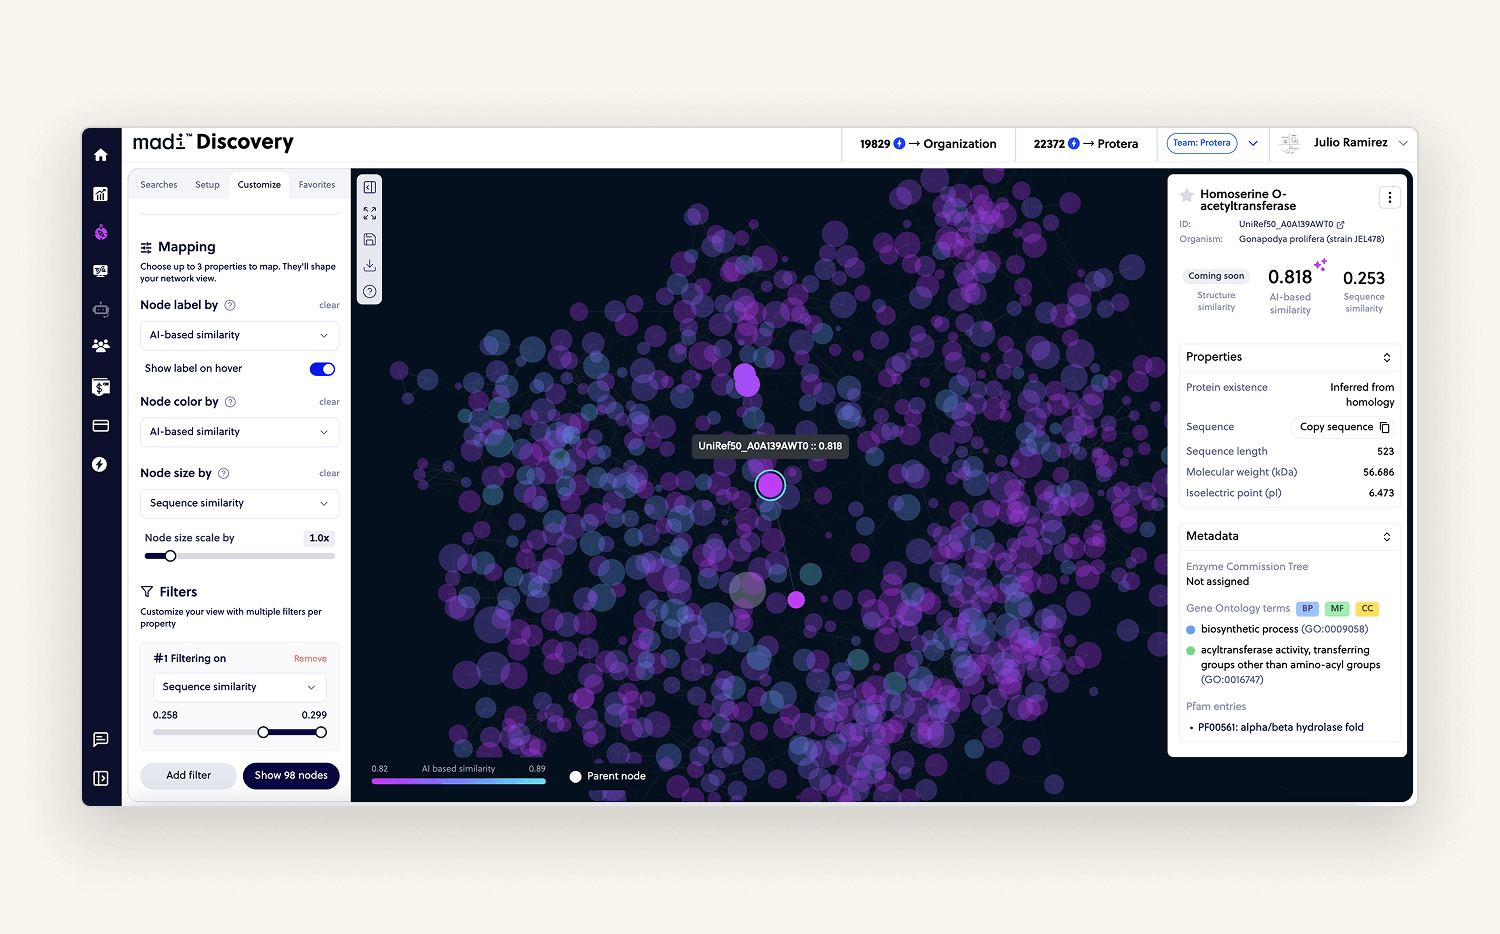 madi™ Discovery
19829 → Organization
22372 → Protera
Team: Protera
Julio Ramirez
Searches
Setup
Customize
Favorites
Mapping
Choose up to 3 properties to map. They'll shape
your network view.
Node label by
clear
AI-based similarity
Show label on hover
Node color by
clear
AI-based similarity
Node size by
clear
Sequence similarity
Node size scale by
1.0x
Filters
Customize your view with multiple filters per
property
#1 Filtering on
Remove
Sequence similarity
0.258
0.299
Add filter
Show 98 nodes
UniRef50_A0A139AWT0 :: 0.818
0.82
AI based similarity
0.89
Parent node
Homoserine O-
acetyltransferase
ID:
UniRef50_A0A139AWT0
Organism:
Gonapodya prolifera (strain JEL478)
Coming soon
Structure
similarity
0.818
AI-based
similarity
0.253
Sequence
similarity
Properties
Protein existence
Inferred from
homology
Sequence
Copy sequence
Sequence length
523
Molecular weight (kDa)
56.686
Isoelectric point (pI)
6.473
Metadata
Enzyme Commission Tree
Not assigned
Gene Ontology terms
BP
MF
CC
biosynthetic process (GO:0009058)
acyltransferase activity, transferring
groups other than amino-acyl groups
(GO:0016747)
Pfam entries
• PF00561: alpha/beta hydrolase fold